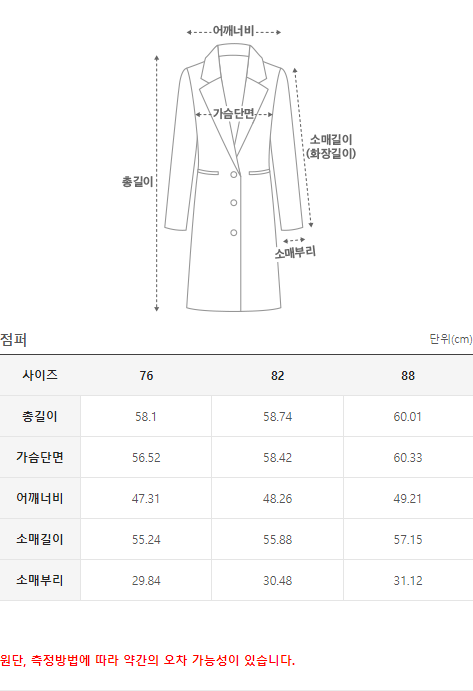 어깨너비
가슴단면
소매길이
(화장길이)
총길이
소매부리
점퍼 단위(cm)
사이즈 76 82 88
총길이 58.1 58.74 60.01
가슴단면 56.52 58.42 60.33
어깨너비 47.31 48.26 49.21
소매길이 55.24 55.88 57.15
소매부리 29.84 30.48 31.12
원단, 측정방법에 따라 약간의 오차 가능성이 있습니다.